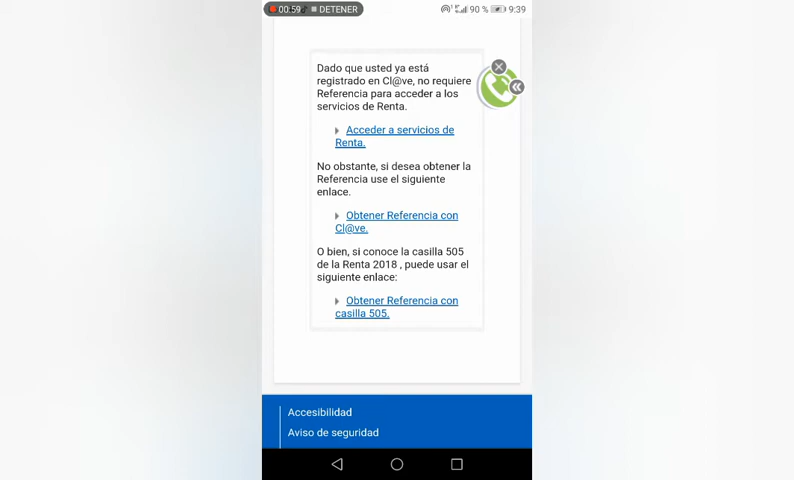 00:59 DETENER 90 % 9:39
Dado que usted ya está
registrado en Cl@ve, no requiere
Referencia para acceder a los
servicios de Renta.
Acceder a servicios de
Renta.
No obstante, si desea obtener la
Referencia use el siguiente
enlace.
Obtener Referencia con
Cl@ve.
O bien, si conoce la casilla 505
de la Renta 2018 , puede usar el
siguiente enlace:
Obtener Referencia con
casilla 505.
Accesibilidad
Aviso de seguridad